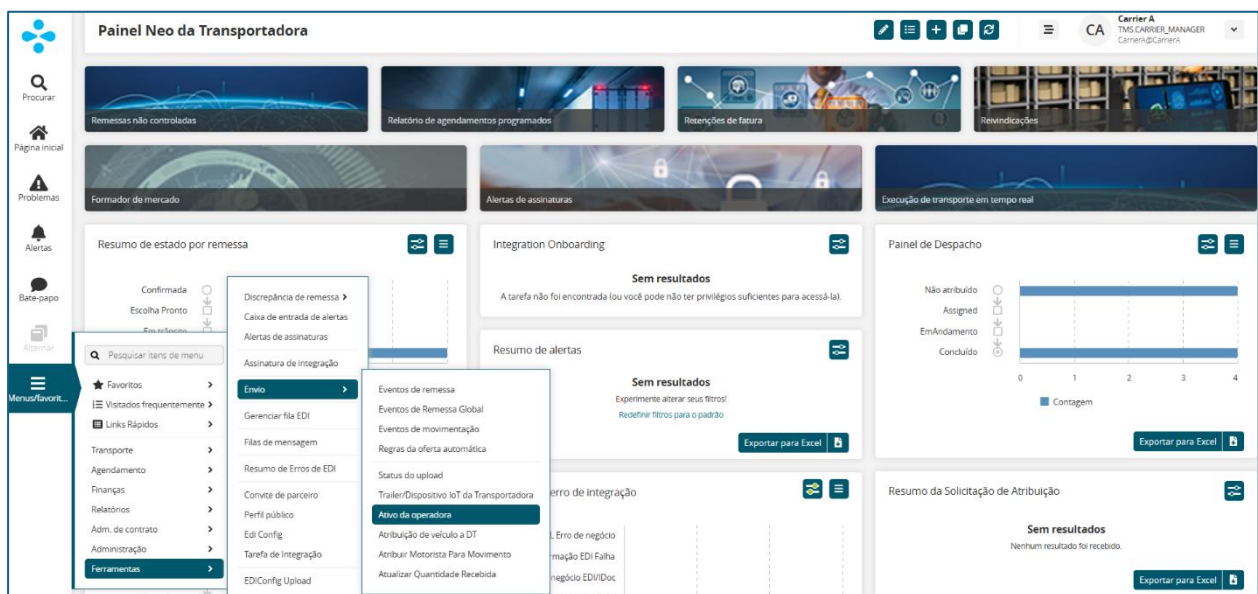 Painel Neo da Transportadora
CA
Carrier A
TMS.CARRIER_MANAGER
CarrierA@CarrierA
Procurar
Página inicial
Problemas
Alertas
Bate-papo
Alternar
Menus/favorit...
Remessas não controladas
Relatório de agendamentos programados
Retenções de fatura
Reivindicações
Formador de mercado
Alertas de assinaturas
Execução de transporte em tempo real
Resumo de estado por remessa
Confirmada
Escolha Pronto
Em trânsito
Integration Onboarding
Sem resultados
A tarefa não foi encontrada (ou você pode não ter privilégios suficientes para acessá-la).
Painel de Despacho
Não atribuído
Assigned
EmAndamento
Concluído
0 1 2 3 4
Contagem
Exportar para Excel
Resumo de alertas
Sem resultados
Experimente alterar seus filtros!
Redefinir filtros para o padrão
Exportar para Excel
Pesquisar itens de menu
Favoritos
Visitados frequentemente
Links Rápidos
Transporte
Agendamento
Finanças
Relatórios
Adm. de contrato
Administração
Ferramentas
Discrepância de remessa
Caixa de entrada de alertas
Alertas de assinaturas
Assinatura de integração
Envio
Gerenciar fila EDI
Filas de mensagem
Resumo de Erros de EDI
Convite de parceiro
Perfil público
Edi Config
Tarefa de Integração
EDIConfig Upload
Eventos de remessa
Eventos de Remessa Global
Eventos de movimentação
Regras da oferta automática
Status do upload
Trailer/Dispositivo IoT da Transportadora
Ativo da operadora
Atribuição de veículo a DT
Atribuir Motorista Para Movimento
Atualizar Quantidade Recebida
erro de integração
Erro de negócio
EDI Falha
negócio EDI/IDoc
Resumo da Solicitação de Atribuição
Sem resultados
Nenhum resultado foi recebido.
Exportar para Excel